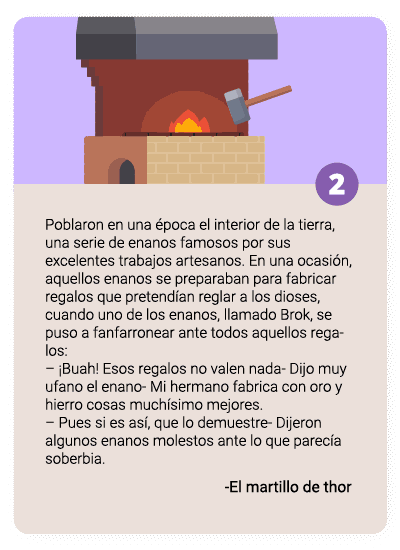 2
Poblaron en una época el interior de la tierra,
una serie de enanos famosos por sus
excelentes trabajos artesanos. En una ocasión,
aquellos enanos se preparaban para fabricar
regalos que pretendían reglar a los dioses,
cuando uno de los enanos, llamado Brok, se
puso a fanfarronear ante todos aquellos rega-
los:
– ¡Buah! Esos regalos no valen nada- Dijo muy
ufano el enano- Mi hermano fabrica con oro y
hierro cosas muchísimo mejores.
– Pues si es así, que lo demuestre- Dijeron
algunos enanos molestos ante lo que parecía
soberbia.
-El martillo de thor